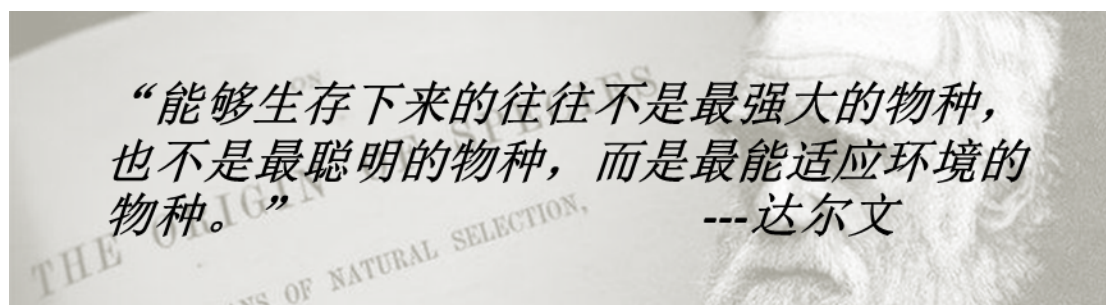 “能够生存下来的往往不是最强大的物种，
也不是最聪明的物种，而是最能适应环境的
物种。” ---达尔文
ON
THE ORIGIN OF SPECIES
OF NATURAL SELECTION,